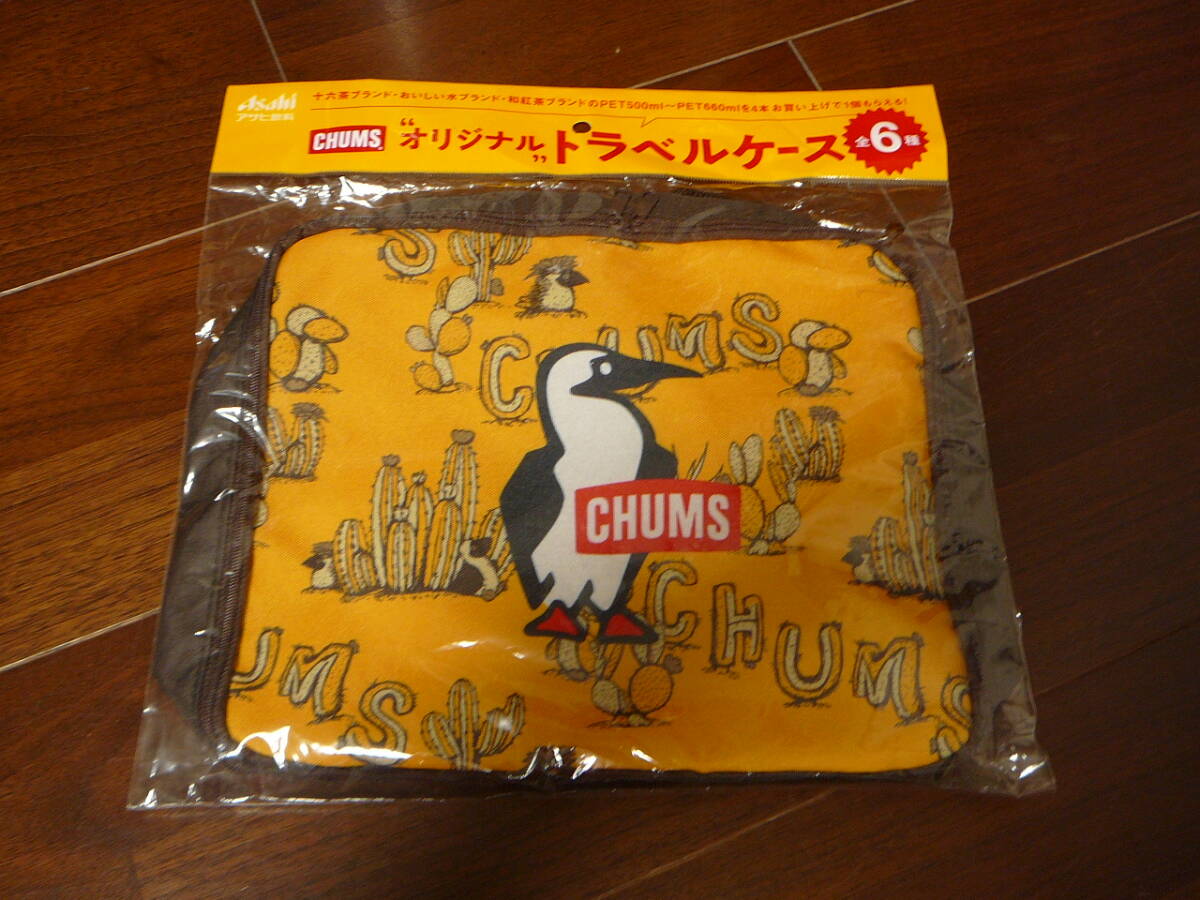 Asahi
アサヒ飲料
十六茶ブランド・おいしい水ブランド・和紅茶ブランドのPET500ml～PET660mlを4本お買い上げで1個もらえる!
CHUMS
“オリジナル” トラベルケース
全6種
S
CHUMS
CHUMS
CHUMS
UMS